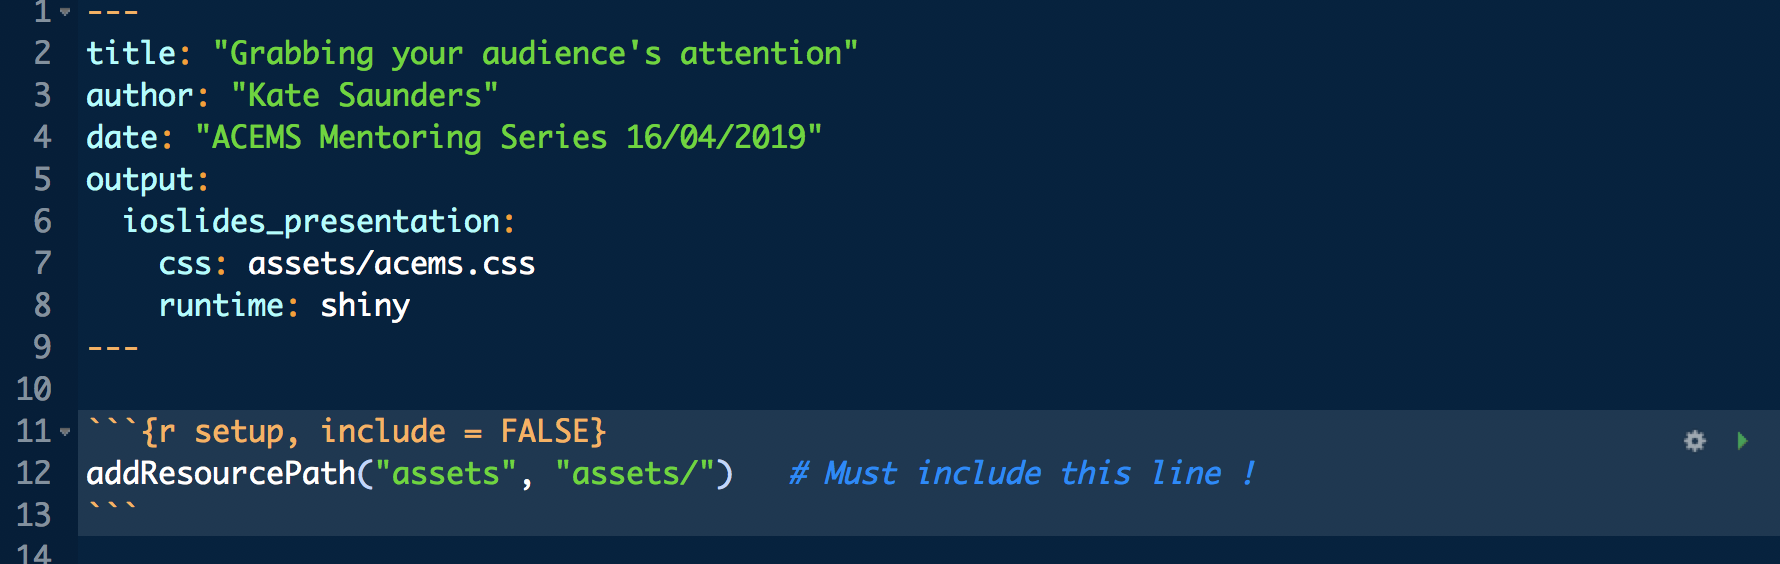 1 ---
2 title: "Grabbing your audience's attention"
3 author: "Kate Saunders"
4 date: "ACEMS Mentoring Series 16/04/2019"
5 output:
6   ioslides_presentation:
7     css: assets/acems.css
8     runtime: shiny
9 ---
10
11 ```{r setup, include = FALSE}
12 addResourcePath("assets", "assets/")   # Must include this line !
13 ```
14